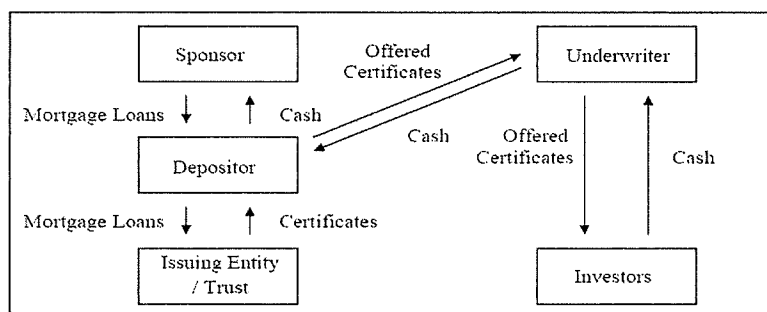 Sponsor
Offered
Certificates
Underwriter
Mortgage Loans
Cash
Cash
Offered
Certificates
Cash
Depositor
Mortgage Loans
Certificates
Issuing Entity
/ Trust
Investors